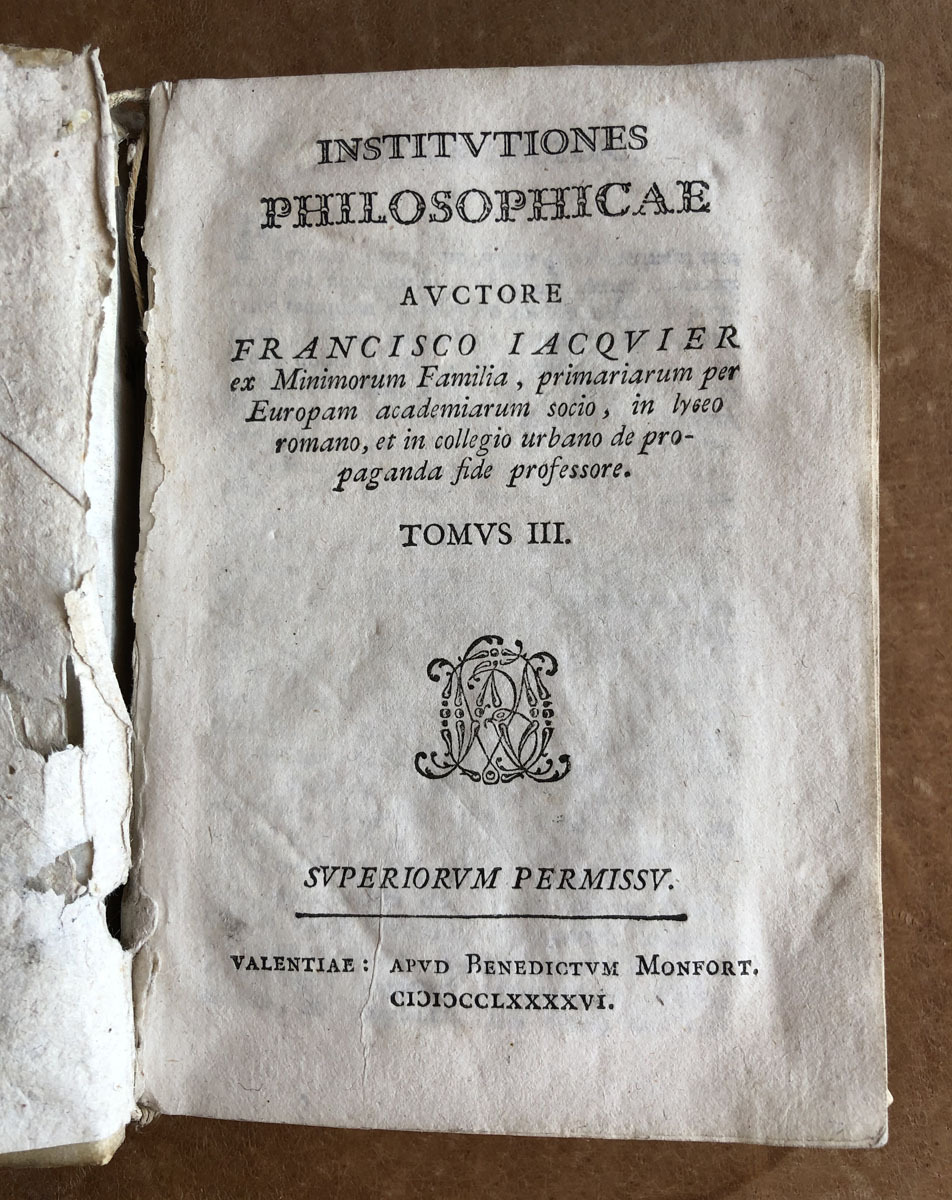 INSTITVTIONES
PHILOSOPHICAE
AVCTORE
FRANCISCO IACQVIER
ex Minimorum Familia, primariarum per
Europam academiarum socio, in lyceo
romano, et in collegio urbano de pro-
paganda fide professore.
TOMVS III.
SVPERIORVM PERMISSV.
VALENTIAE: APVD BENEDICTVM MONFORT.
CIↃIↃCCLXXXXVI.